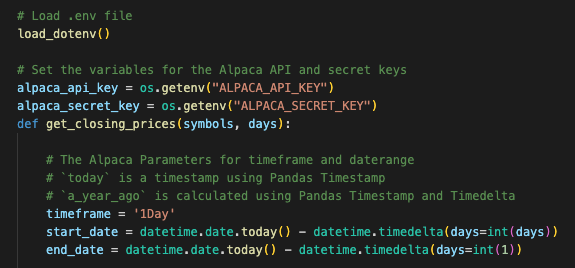 # Load .env file
load_dotenv()
# Set the variables for the Alpaca API and secret keys
alpaca_api_key = os.getenv("ALPACA_API_KEY")
alpaca_secret_key = os.getenv("ALPACA_SECRET_KEY")
def get_closing_prices(symbols, days):
    # The Alpaca Parameters for timeframe and daterange
    # `today` is a timestamp using Pandas Timestamp
    # `a_year_ago` is calculated using Pandas Timestamp and Timedelta
    timeframe = '1Day'
    start_date = datetime.date.today() - datetime.timedelta(days=int(days))
    end_date = datetime.date.today() - datetime.timedelta(days=int(1))